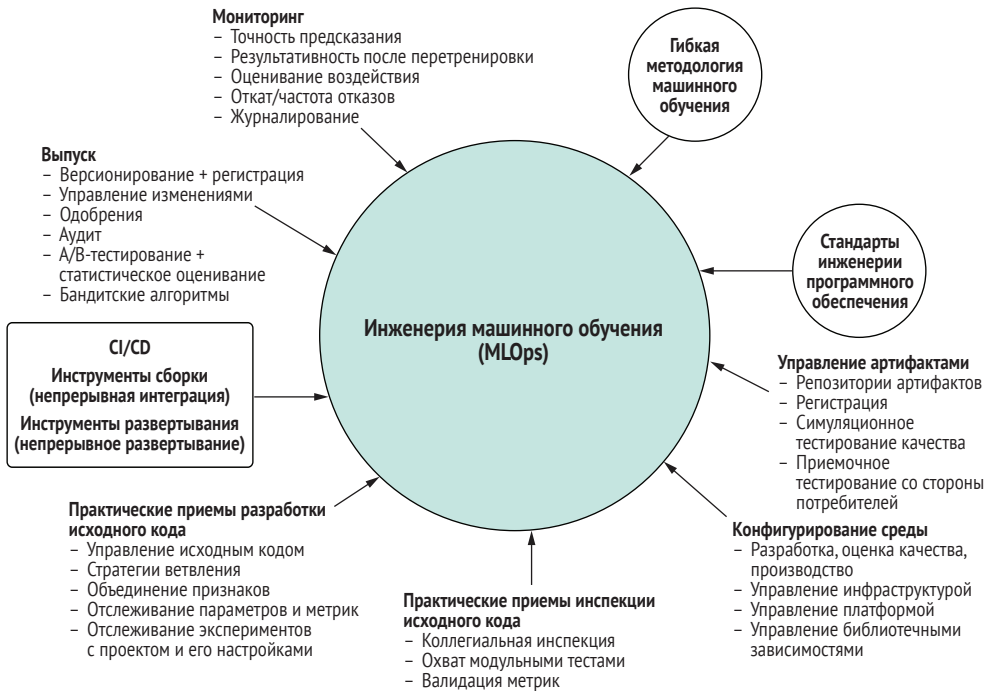 Мониторинг
– Точность предсказания
– Результативность после перетренировки
– Оценивание воздействия
– Откат/частота отказов
– Журналирование
Гибкая
методология
машинного
обучения
Выпуск
– Версионирование + регистрация
– Управление изменениями
– Одобрения
– Аудит
– A/B-тестирование +
статистическое оценивание
– Бандитские алгоритмы
Стандарты
инженерии
программного
обеспечения
Инженерия машинного обучения
(MLOps)
CI/CD
Инструменты сборки
(непрерывная интеграция)
Инструменты развертывания
(непрерывное развертывание)
Управление артефактами
– Репозитории артефактов
– Регистрация
– Симуляционное
тестирование качества
– Приемочное
тестирование со стороны
потребителей
Практические приемы разработки
исходного кода
– Управление исходным кодом
– Стратегии ветвления
– Объединение признаков
– Отслеживание параметров и метрик
– Отслеживание экспериментов
с проектом и его настройками
Практические приемы инспекции
исходного кода
– Коллегиальная инспекция
– Охват модульными тестами
– Валидация метрик
Конфигурирование среды
– Разработка, оценка качества,
производство
– Управление инфраструктурой
– Управление платформой
– Управление библиотечными
зависимостями